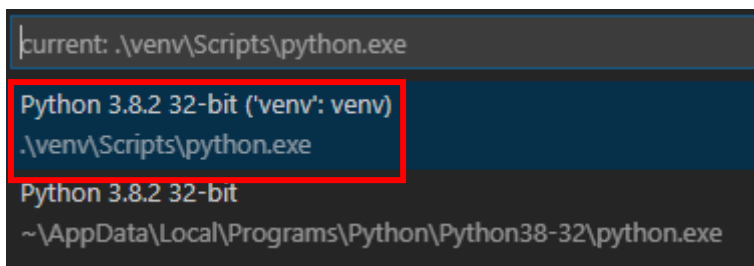 current: .\venv\Scripts\python.exe
Python 3.8.2 32-bit ('venv': venv)
.\venv\Scripts\python.exe
Python 3.8.2 32-bit
~\AppData\Local\Programs\Python\Python38-32\python.exe